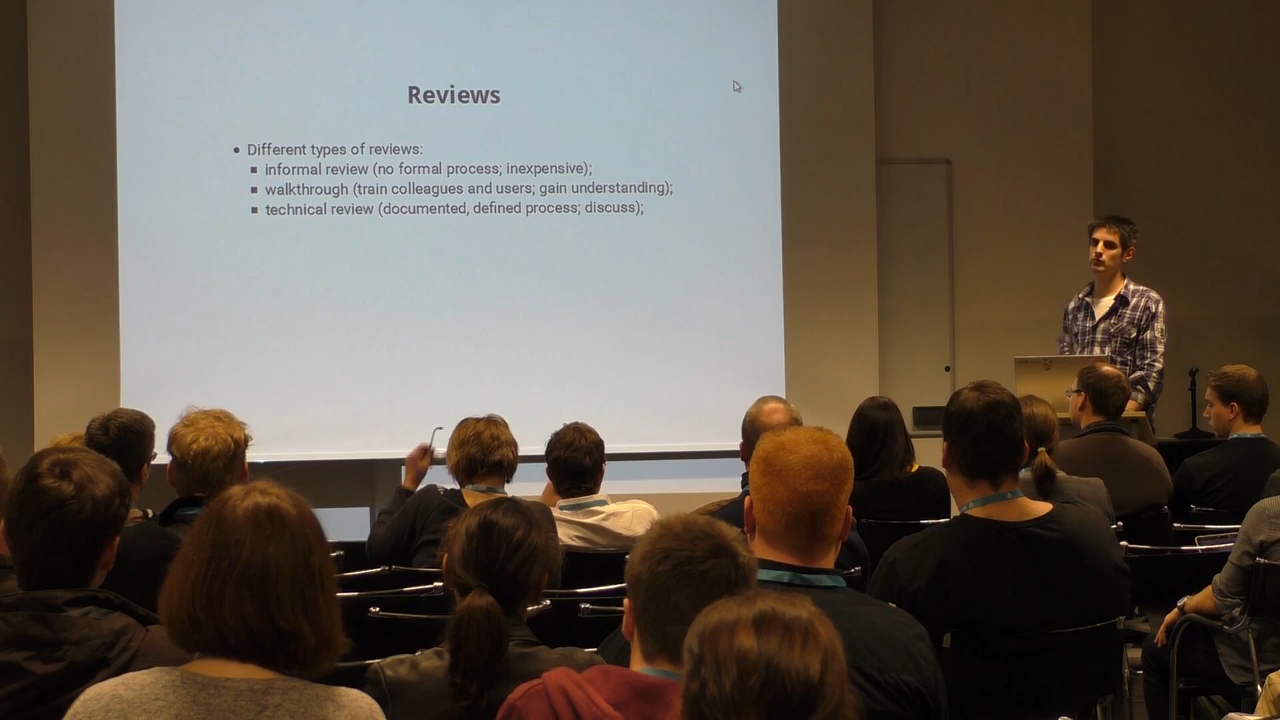 Reviews
• Different types of reviews:
▪ informal review (no formal process; inexpensive);
▪ walkthrough (train colleagues and users; gain understanding);
▪ technical review (documented, defined process; discuss);